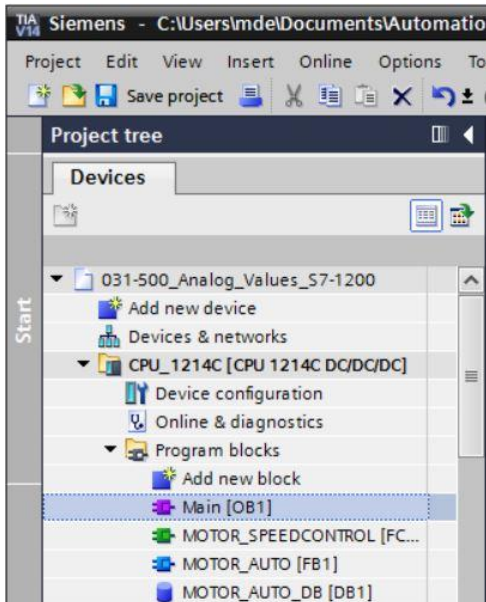 TIA V14 Siemens - C:\Users\mde\Documents\Automatio
Project Edit View Insert Online Options To
Save project
Project tree
Devices
Start
031-500_Analog_Values_S7-1200
Add new device
Devices & networks
CPU_1214C [CPU 1214C DC/DC/DC]
Device configuration
Online & diagnostics
Program blocks
Add new block
Main [OB1]
MOTOR_SPEEDCONTROL [FC...
MOTOR_AUTO [FB1]
MOTOR_AUTO_DB [DB1]